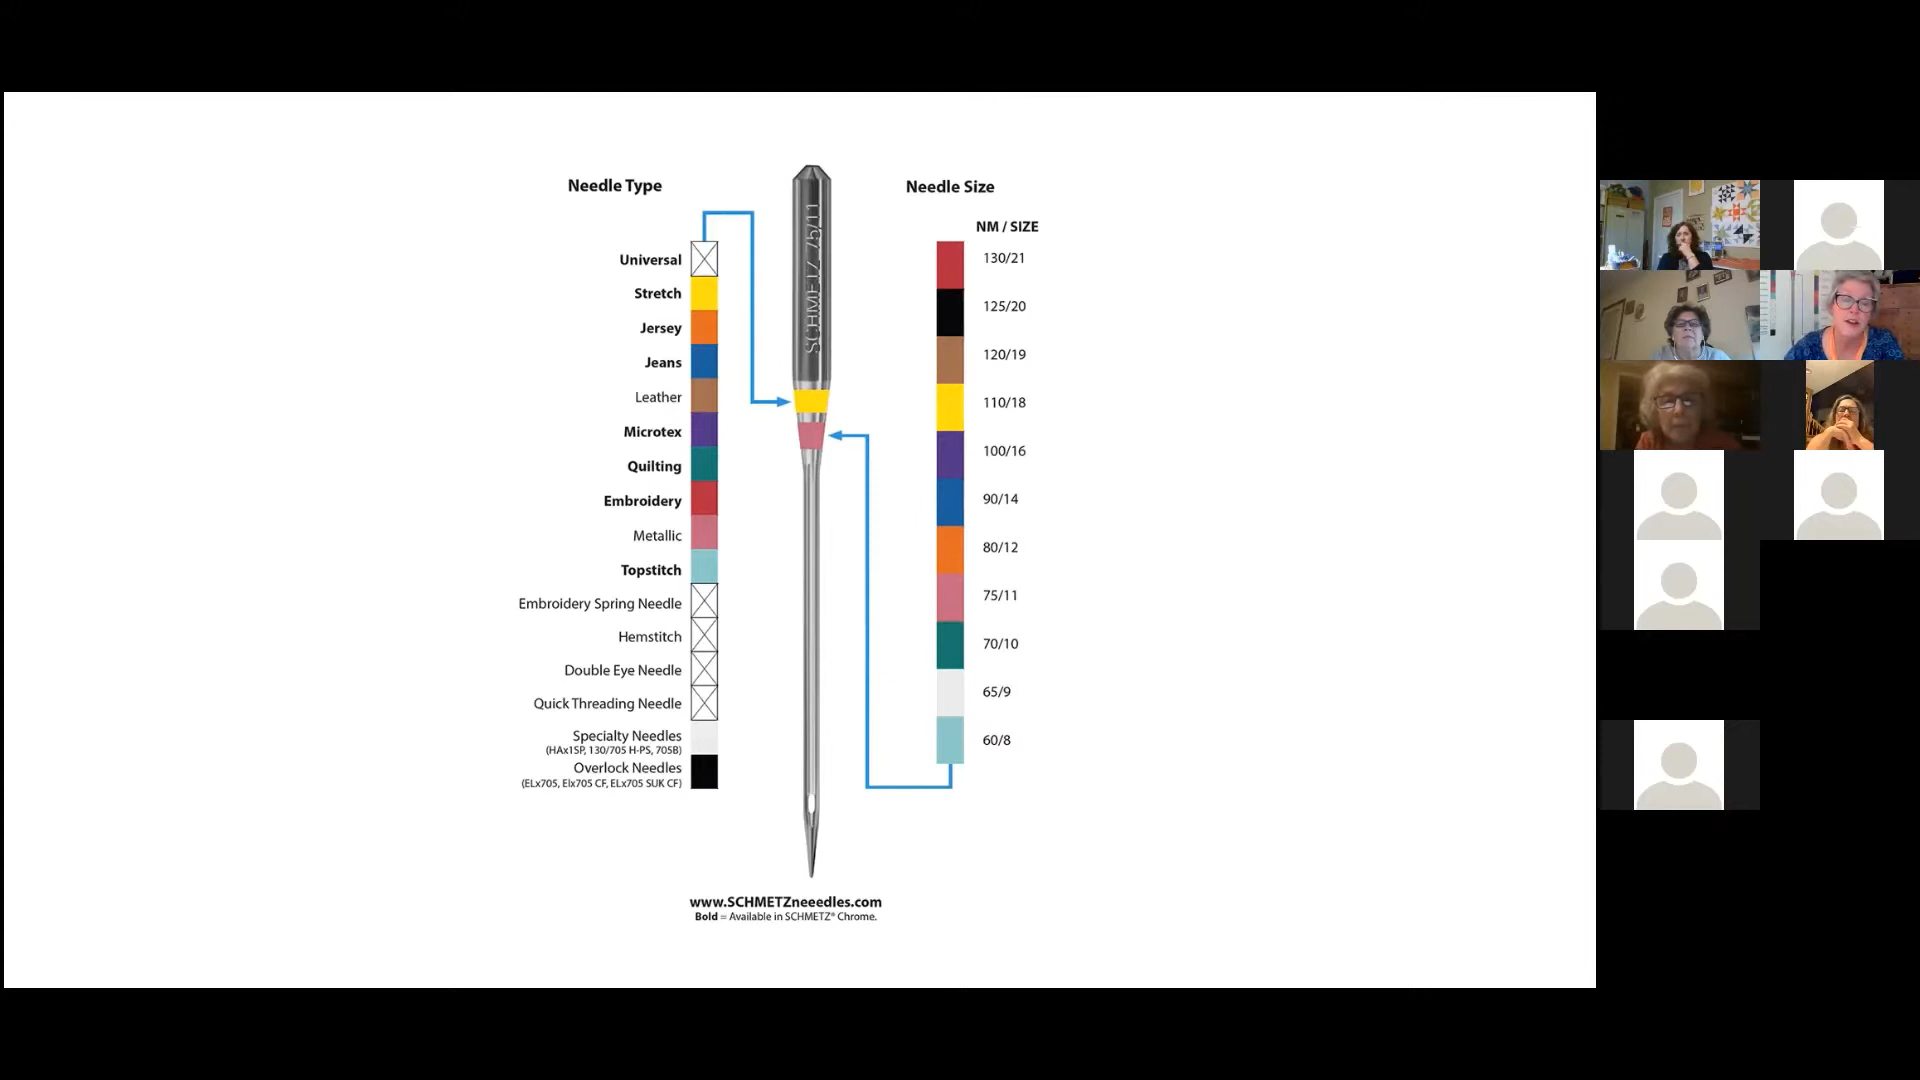 Needle Type
Universal
Stretch
Jersey
Jeans
Leather
Microtex
Quilting
Embroidery
Metallic
Topstitch
Embroidery Spring Needle
Hemstitch
Double Eye Needle
Quick Threading Needle
Specialty Needles
(HAx1SP, 130/705 H-PS, 705B)
Overlock Needles
(ELx705, Elx705 CF, ELx705 SUK CF)
SCHMETZ 75/11
Needle Size
NM / SIZE
130/21
125/20
120/19
110/18
100/16
90/14
80/12
75/11
70/10
65/9
60/8
www.SCHMETZneeedles.com
Bold = Available in SCHMETZ® Chrome.